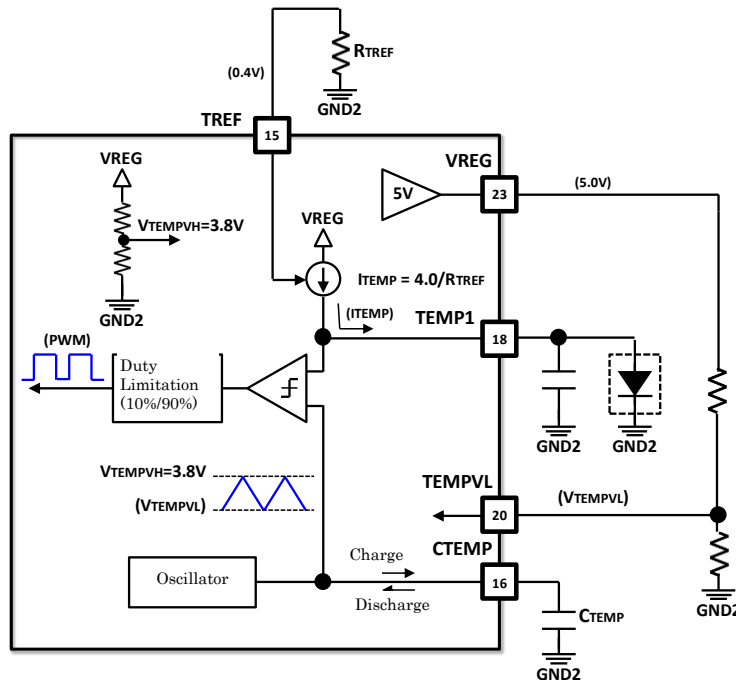 RTREF
(0.4V)
GND2
TREF
15
VREG
VREG
23
(5.0V)
5V
VTEMPVH=3.8V
VREG
ITEMP = 4.0/RTREF
GND2
(ITEMP)
TEMP1
18
(PWM)
Duty
Limitation
(10%/90%)
GND2
GND2
VTEMPVH=3.8V
(VTEMPVL)
TEMPVL
20
(VTEMPVL)
CTEMP
Oscillator
Charge
Discharge
16
GND2
CTEMP
GND2